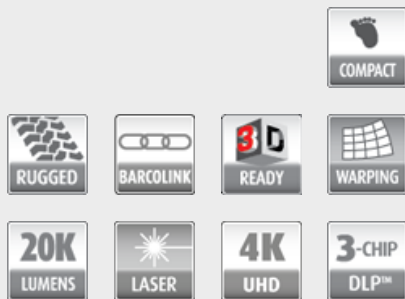 COMPACT
RUGGED
BARCOLINK
3D
READY
WARPING
20K
LUMENS
LASER
4K
UHD
3-CHIP
DLP™